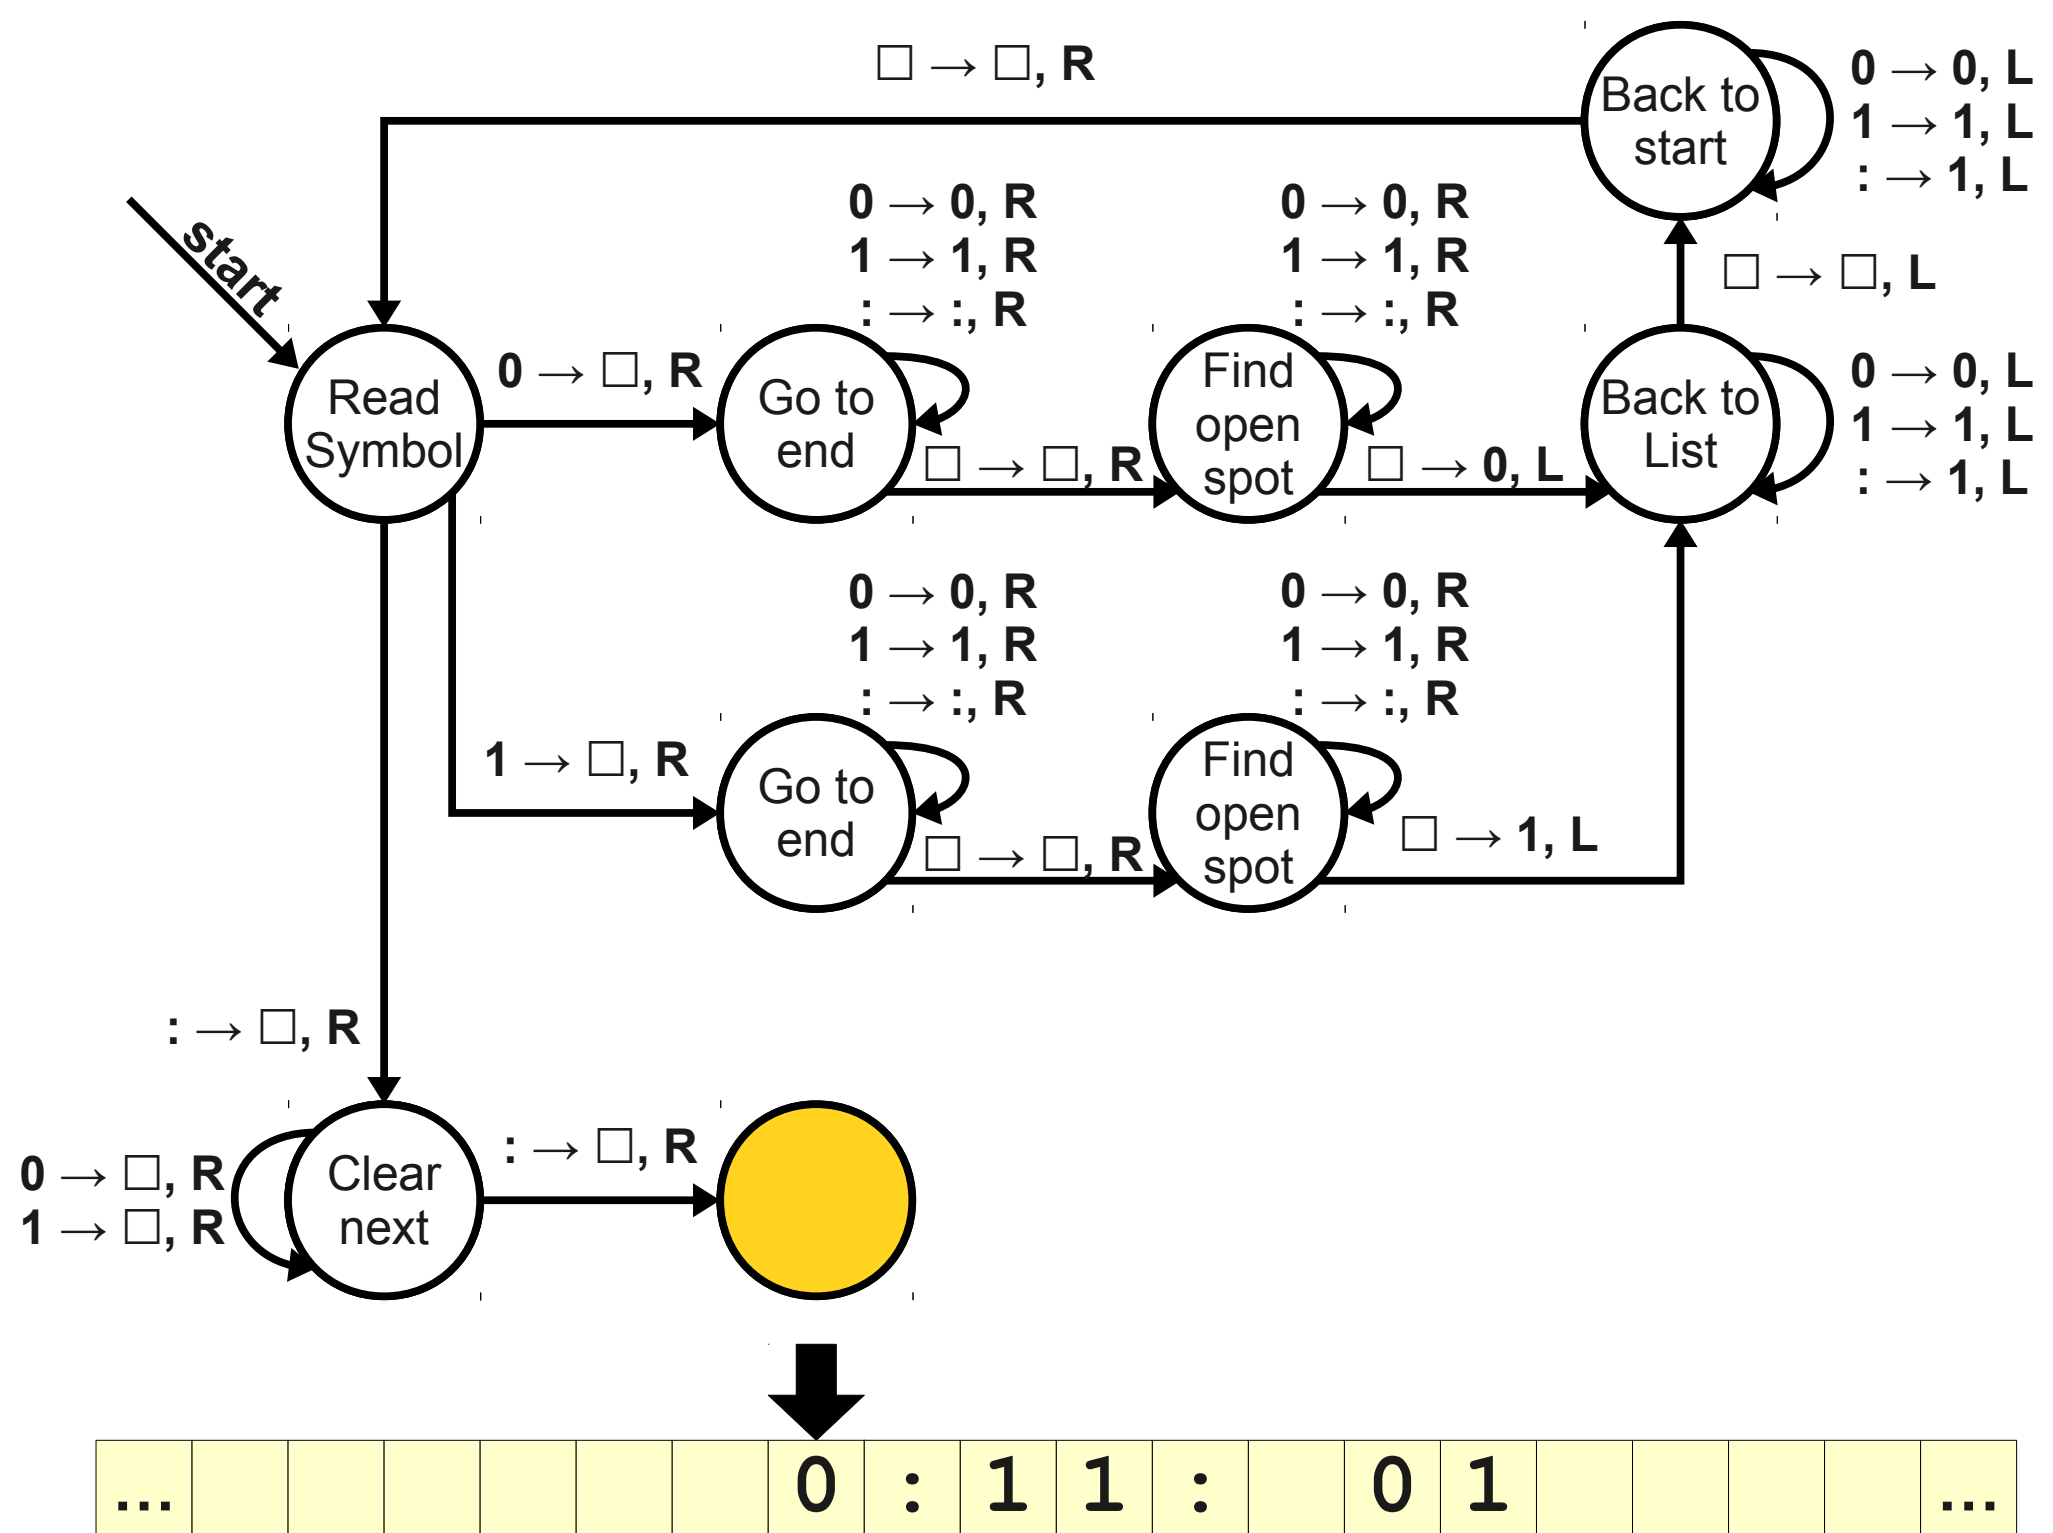 □ → □, R
Back to
start
0 → 0, L
1 → 1, L
: → 1, L
start
0 → 0, R
1 → 1, R
: → :, R
0 → 0, R
1 → 1, R
: → :, R
□ → □, L
Read
Symbol
0 → □, R
Go to
end
□ → □, R
Find
open
spot
□ → 0, L
Back to
List
0 → 0, L
1 → 1, L
: → 1, L
0 → 0, R
1 → 1, R
: → :, R
0 → 0, R
1 → 1, R
: → :, R
1 → □, R
Go to
end
□ → □, R
Find
open
spot
□ → 1, L
: → □, R
0 → □, R
1 → □, R
Clear
next
: → □, R
... 0 : 1 1 : 0 1 ...